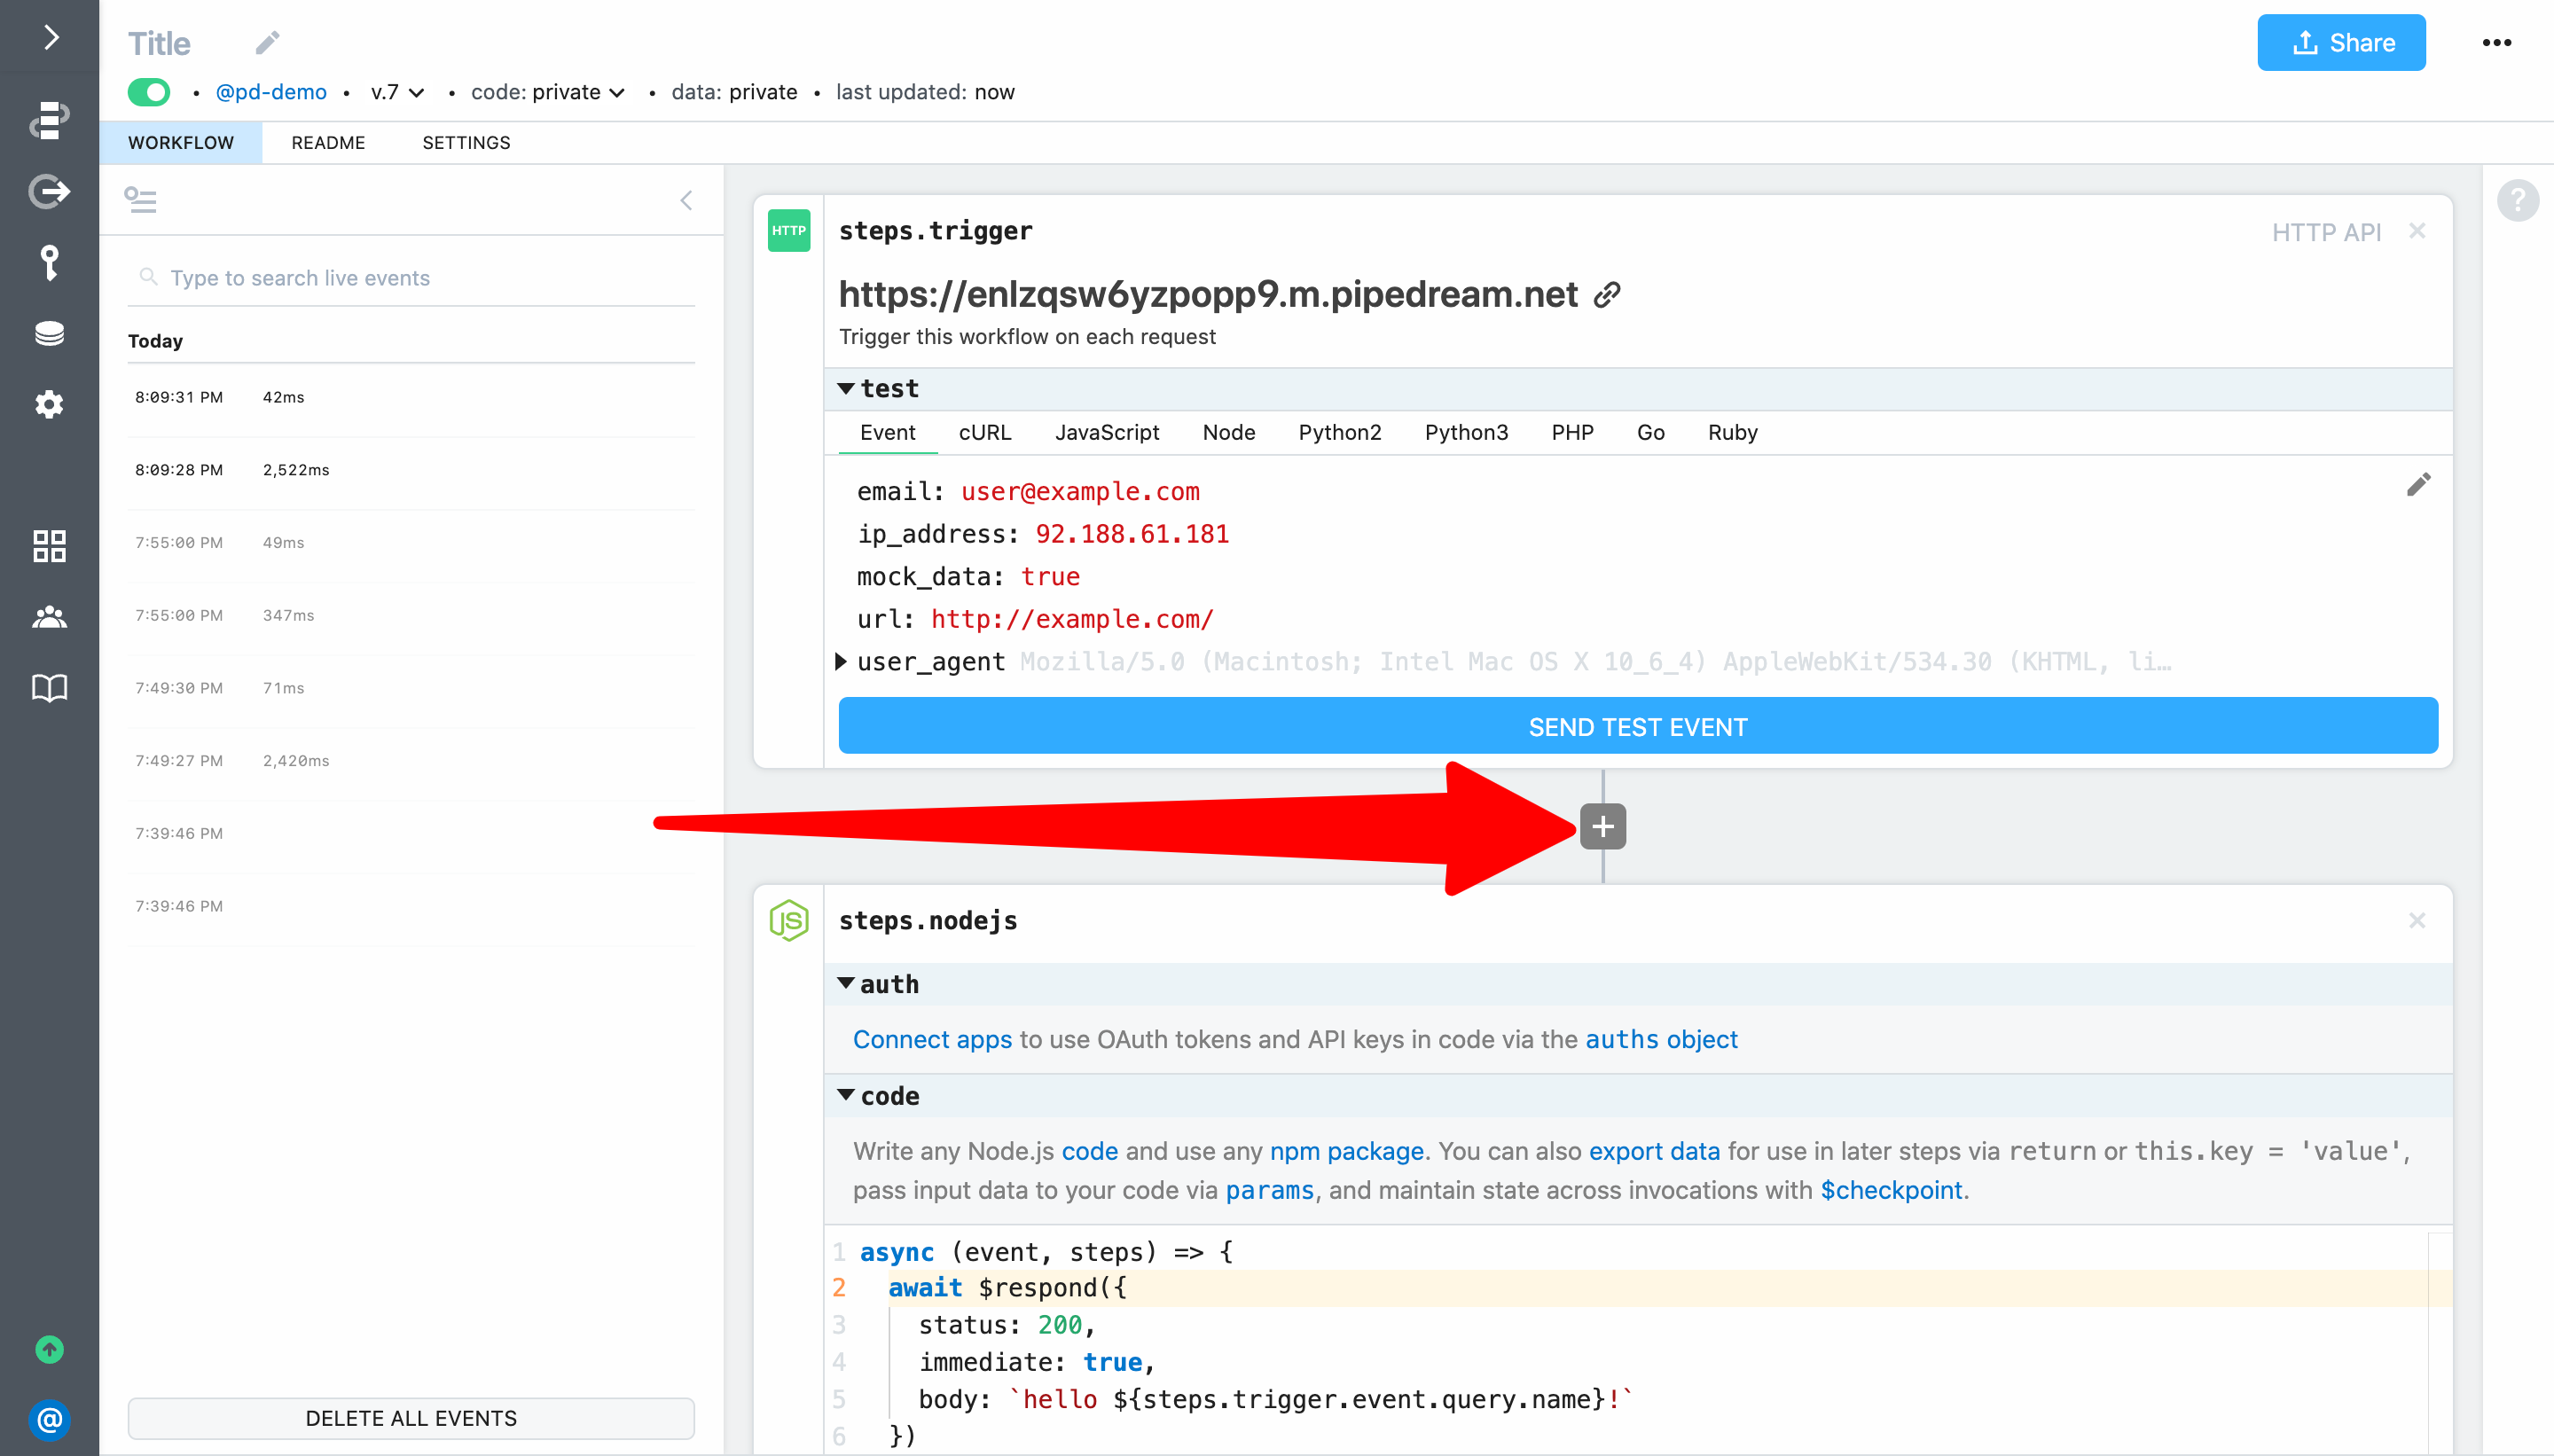 Title
Share
@pd-demo • v.7 • code: private • data: private • last updated: now
WORKFLOW README SETTINGS
Type to search live events
Today
8:09:31 PM 42ms
8:09:28 PM 2,522ms
7:55:00 PM 49ms
7:55:00 PM 347ms
7:49:30 PM 71ms
7:49:27 PM 2,420ms
7:39:46 PM
7:39:46 PM
DELETE ALL EVENTS
@
HTTP
steps.trigger
HTTP API
https://enlzqsw6yzpopp9.m.pipedream.net
Trigger this workflow on each request
test
Event cURL JavaScript Node Python2 Python3 PHP Go Ruby
email: user@example.com
ip_address: 92.188.61.181
mock_data: true
url: http://example.com/
user_agent Mozilla/5.0 (Macintosh; Intel Mac OS X 10_6_4) AppleWebKit/534.30 (KHTML, li…
SEND TEST EVENT
+
JS
steps.nodejs
auth
Connect apps to use OAuth tokens and API keys in code via the auths object
code
Write any Node.js code and use any npm package. You can also export data for use in later steps via return or this.key = 'value',
pass input data to your code via params, and maintain state across invocations with $checkpoint.
1 async (event, steps) => {
2 await $respond({
3 status: 200,
4 immediate: true,
5 body: `hello ${steps.trigger.event.query.name}!`
6 })
?